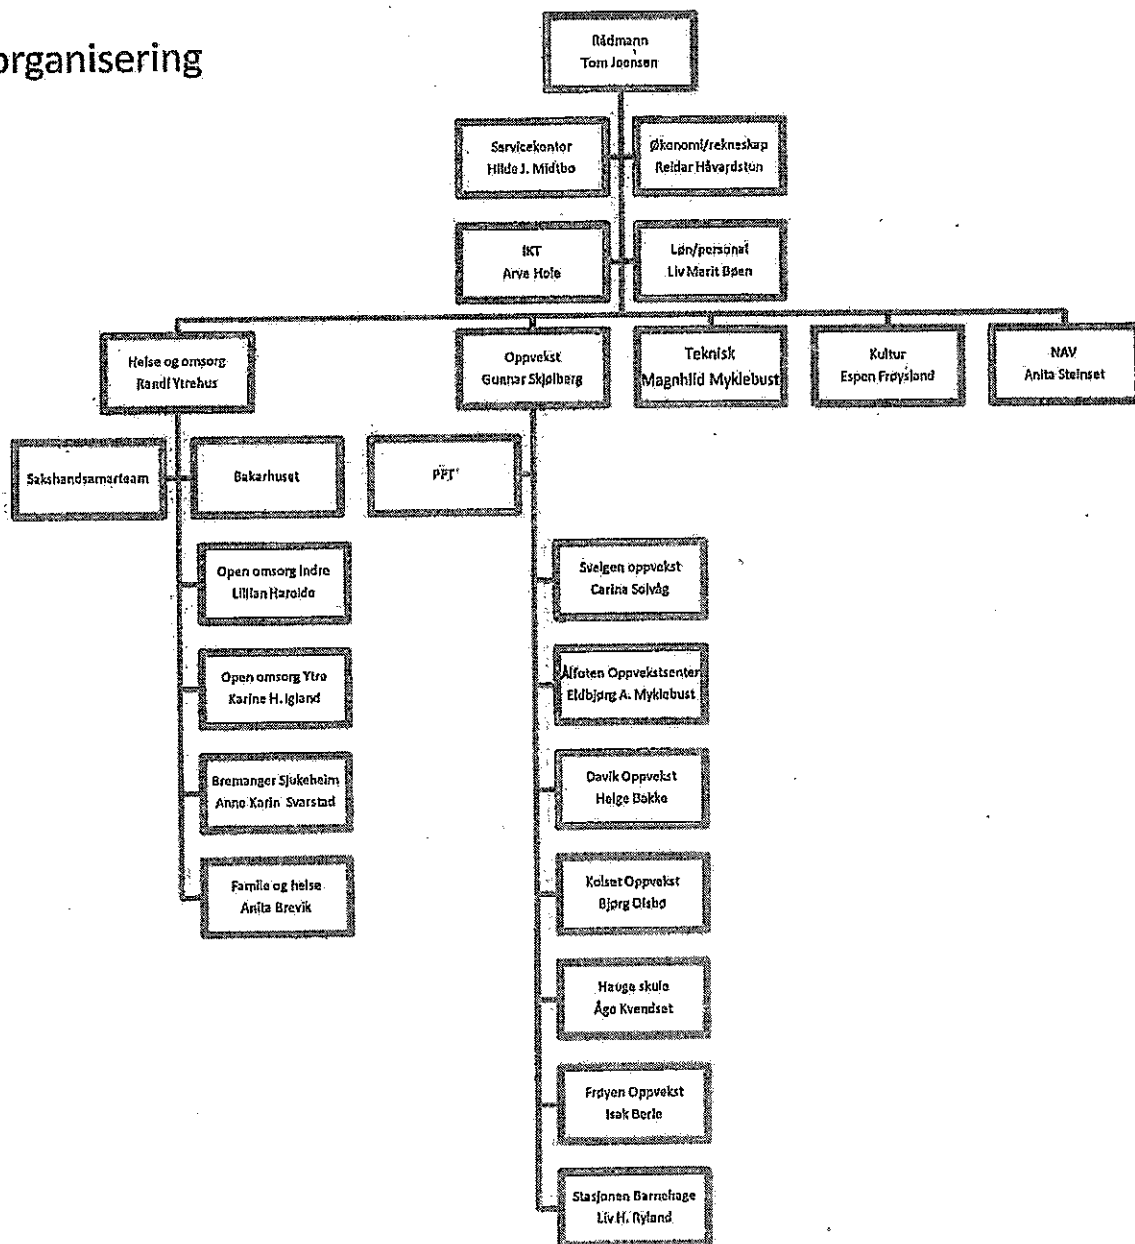 organisering
Rådmann
Tom Joensen
Servicekontor
Hilde J. Midtbø
Økonomi/rekneskap
Reidar Håvardstun
IKT
Arve Hole
Løn/personal
Liv Marit Bøen
Helse og omsorg
Randi Ytrehus
Oppvekst
Gunnar Skjølberg
Teknisk
Magnhild Myklebust
Kultur
Espen Frøysland
NAV
Anita Steinset
Sakshandsamarteam
Bakarhuset
PPT
Open omsorg Indre
Lillian Haroldo
Open omsorg Ytre
Karine H. Igland
Bremanger Sjukeheim
Anne Karin Svarstad
Familie og helse
Anita Brevik
Svelgen oppvekst
Carina Solvåg
Ålfoten Oppvekstsenter
Eldbjørg A. Myklebust
Davik Oppvekst
Helge Bakke
Kolset Oppvekst
Bjørg Olsbø
Hauge skule
Åge Kvendset
Frøyen Oppvekst
Isak Berle
Stasjonen Barnehage
Liv H. Ryland